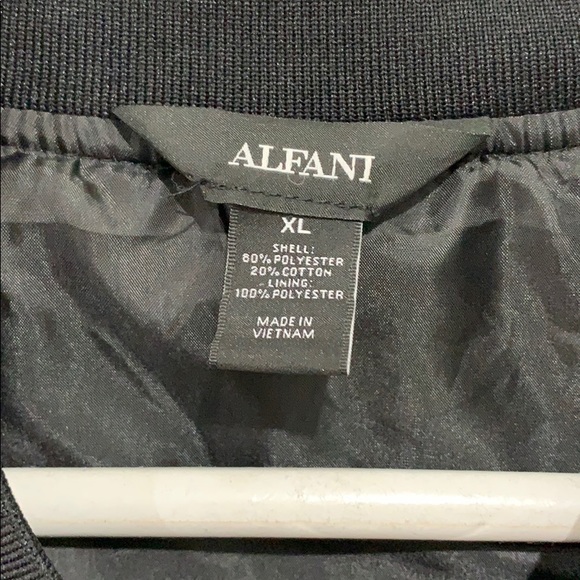 ALFANI
XL
SHELL:
80% POLYESTER
20% COTTON
LINING:
100% POLYESTER
MADE IN
VIETNAM